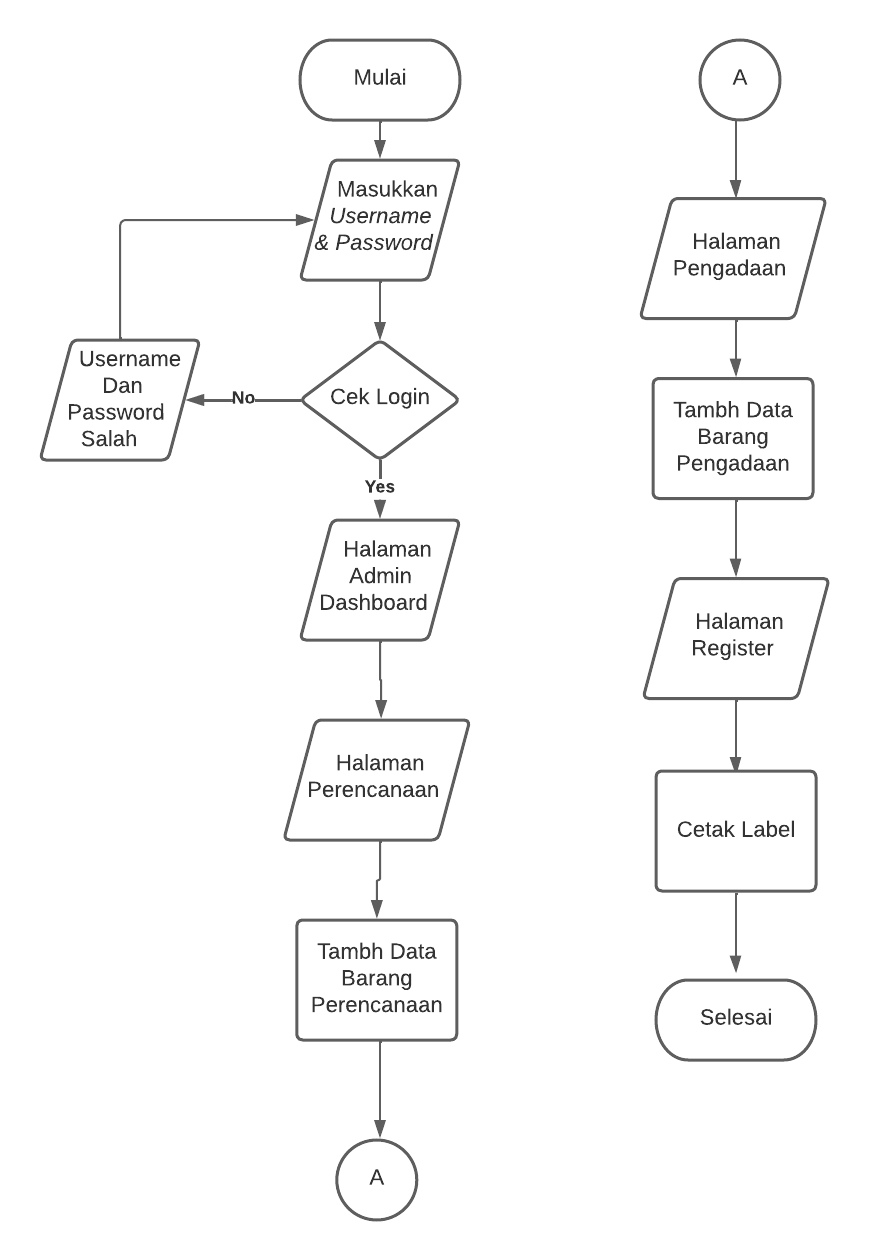 Mulai
Masukkan
Username
& Password
Username
Dan
Password
Salah
No
Cek Login
Yes
Halaman
Admin
Dashboard
Halaman
Perencanaan
Tambh Data
Barang
Perencanaan
A
A
Halaman
Pengadaan
Tambh Data
Barang
Pengadaan
Halaman
Register
Cetak Label
Selesai